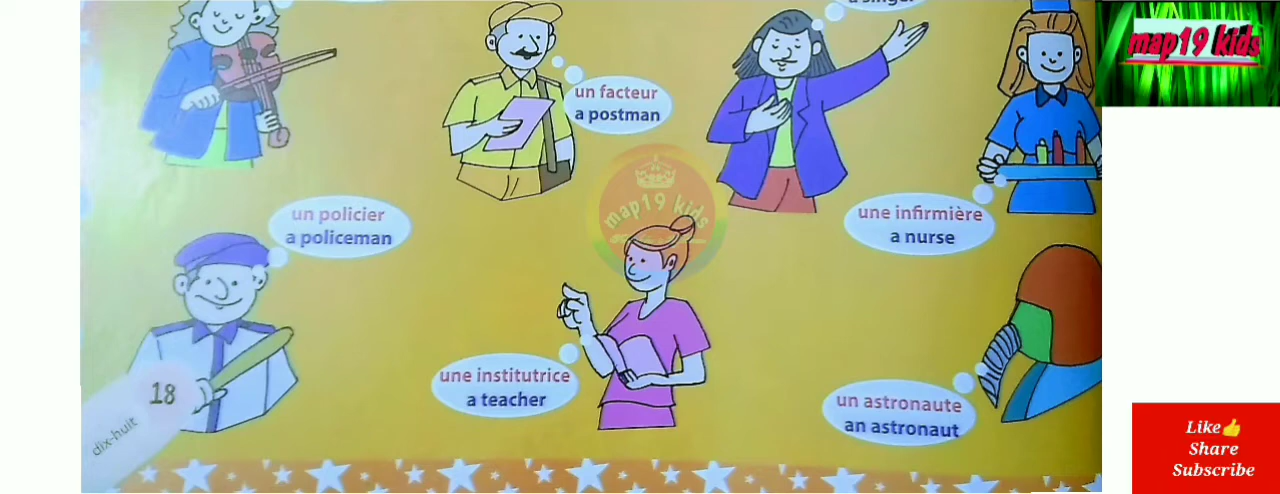 a singer
map19 kids
un facteur
a postman
map19 kids
un policier
a policeman
une infirmière
a nurse
une institutrice
a teacher
un astronaute
an astronaut
18
dix-huit
Like👍
Share
Subscribe